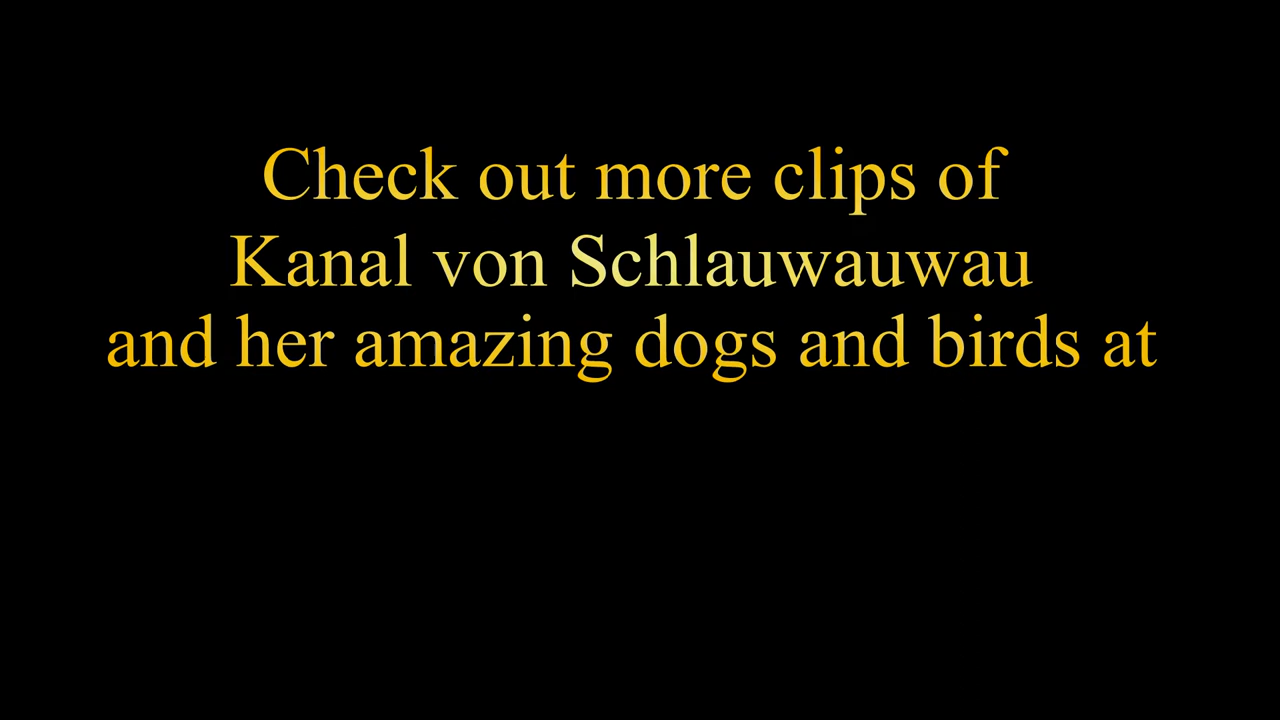 Check out more clips of
Kanal von Schlauwauwau
and her amazing dogs and birds at